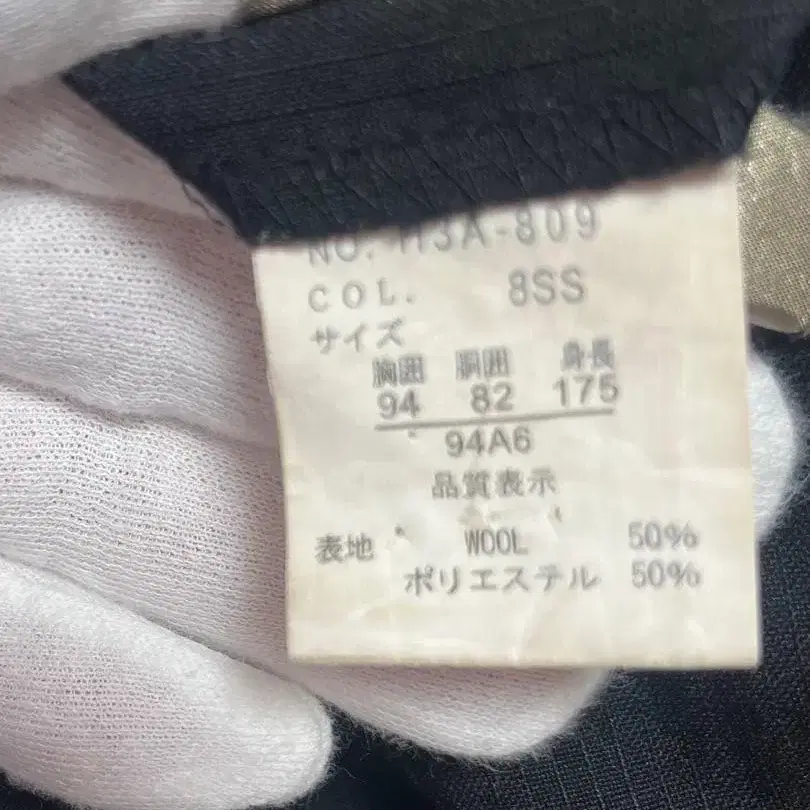 NO. H3A-809
COL. 8SS
サイズ
胸囲 胴囲 身長
94 82 175
94A6
品質表示
表地 WOOL 50%
ポリエステル 50%